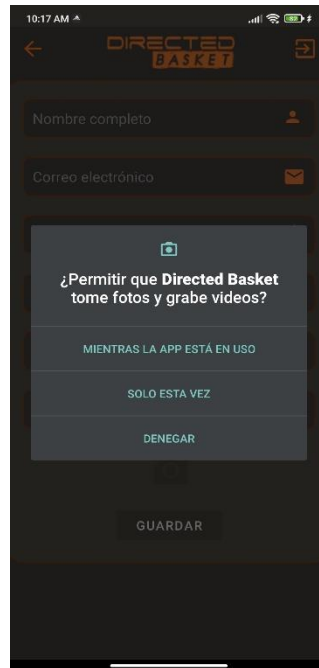 10:17 AM
DIRECTED
BASKET
Nombre completo
Correo electrónico
¿Permitir que Directed Basket
tome fotos y grabe videos?
MIENTRAS LA APP ESTÁ EN USO
SOLO ESTA VEZ
DENEGAR
GUARDAR